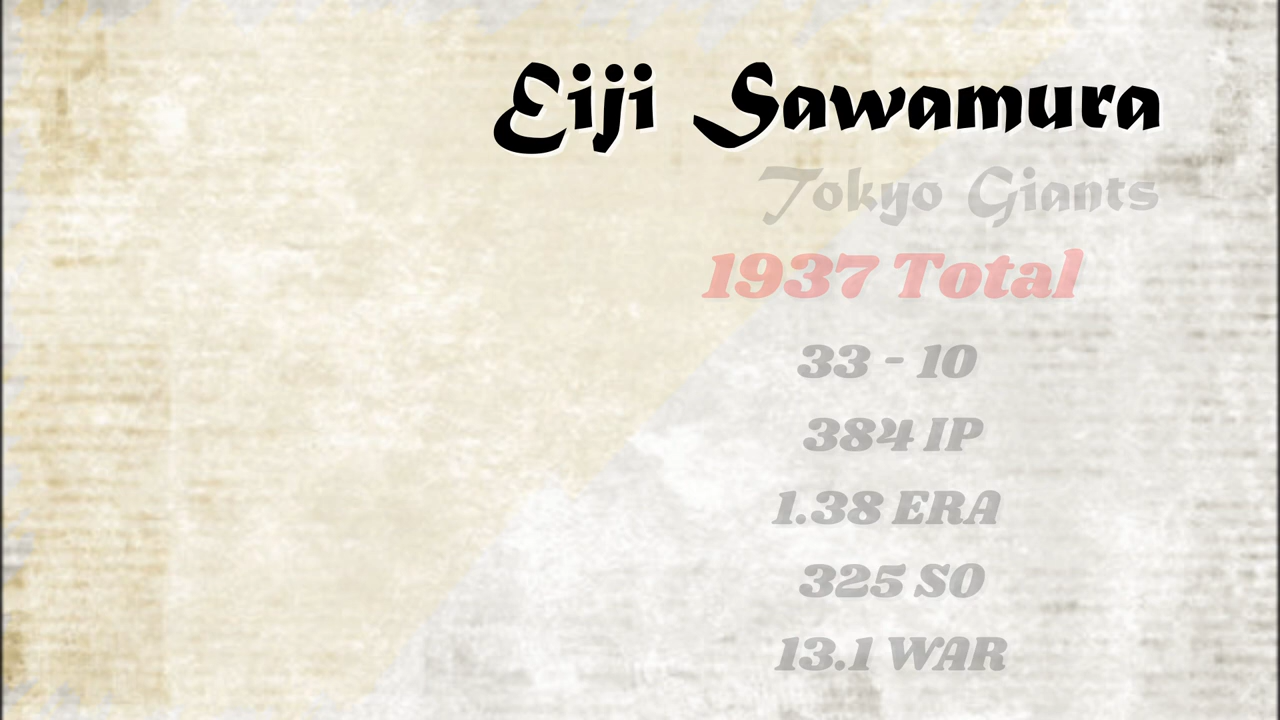 Eiji Sawamura
Tokyo Giants
1937 Total
33 - 10
384 IP
1.38 ERA
325 SO
13.1 WAR